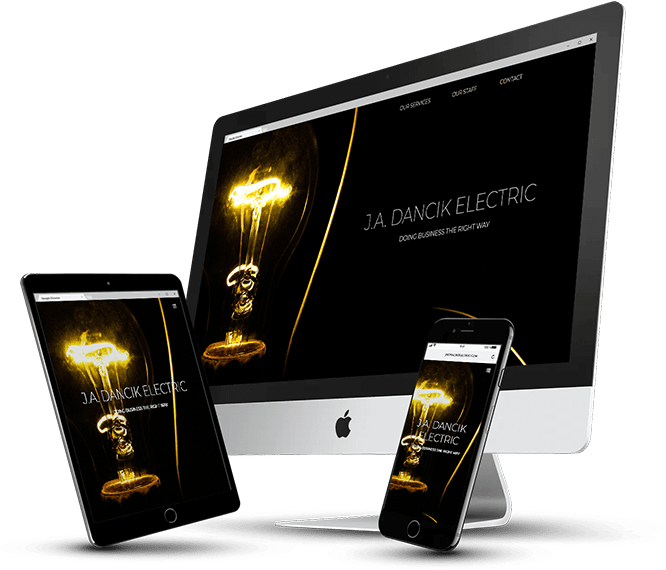 OUR SERVICES
OUR STAFF
CONTACT
J.A. DANCIK ELECTRIC
DOING BUSINESS THE RIGHT WAY
J.A. DANCIK ELECTRIC
DOING BUSINESS THE RIGHT WAY
J.A. DANCIK
ELECTRIC
DOING BUSINESS THE RIGHT WAY